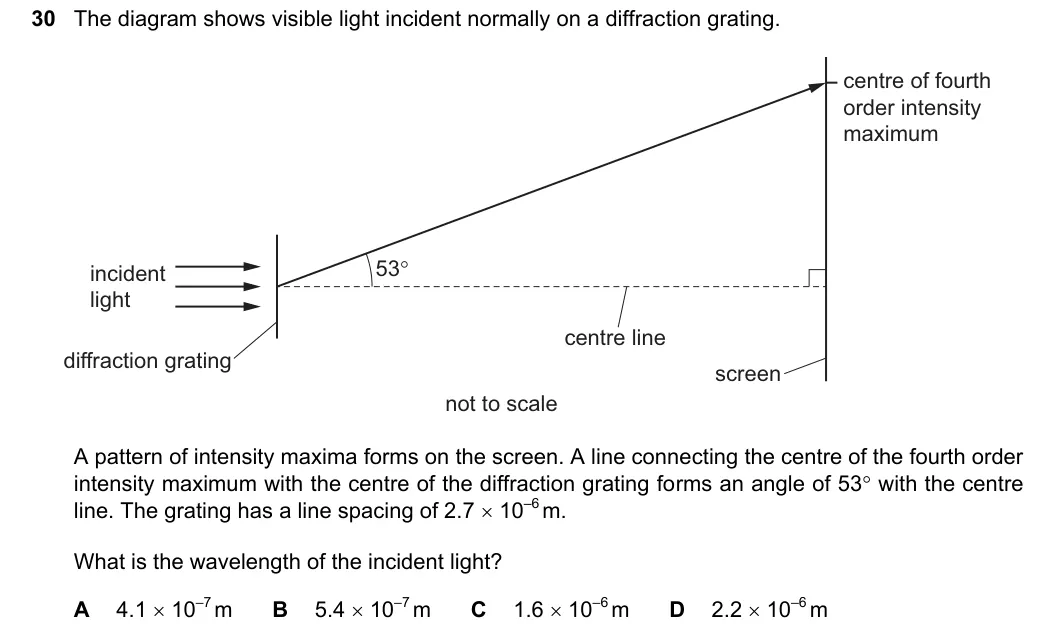 30 The diagram shows visible light incident normally on a diffraction grating.
centre of fourth
order intensity
maximum
incident
light
53°
centre line
diffraction grating
screen
not to scale
A pattern of intensity maxima forms on the screen. A line connecting the centre of the fourth order
intensity maximum with the centre of the diffraction grating forms an angle of 53° with the centre
line. The grating has a line spacing of 2.7 × 10⁻⁶ m.
What is the wavelength of the incident light?
A 4.1 × 10⁻⁷ m B 5.4 × 10⁻⁷ m C 1.6 × 10⁻⁶ m D 2.2 × 10⁻⁶ m